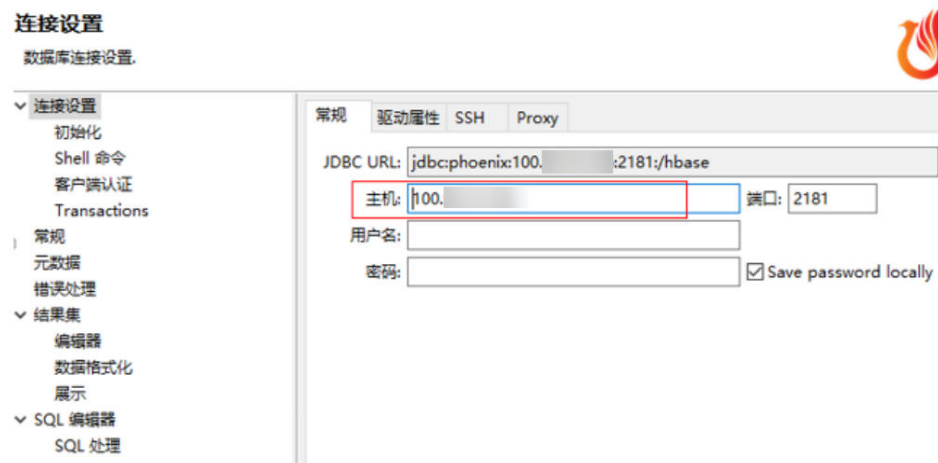 连接设置
数据库连接设置.
连接设置
初始化
Shell 命令
客户端认证
Transactions
常规
元数据
错误处理
结果集
编辑器
数据格式化
展示
SQL 编辑器
SQL 处理
常规 驱动属性 SSH Proxy
JDBC URL: jdbc:phoenix:100. :2181:/hbase
主机: 100. 端口: 2181
用户名:
密码: Save password locally